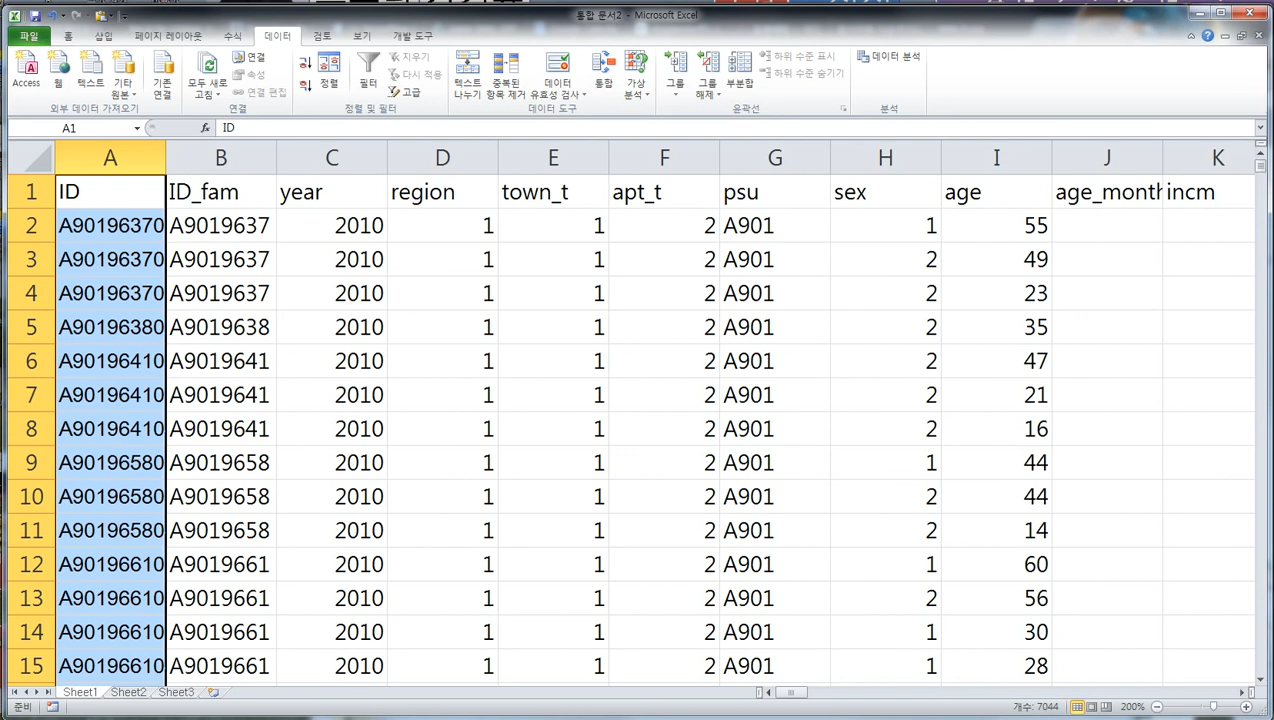 통합 문서2 - Microsoft Excel
파일 홈 삽입 페이지 레이아웃 수식 데이터 검토 보기 개발 도구
Access 웹 텍스트 기타 원본 기존 연결 모두 새로 고침 연결 속성 연결 편집 정렬 필터 지우기 다시 적용 고급 텍스트 나누기 중복된 항목 제거 데이터 유효성 검사 통합 가상 분석 그룹 그룹 해제 부분합 하위 수준 표시 하위 수준 숨기기 데이터 분석
외부 데이터 가져오기 연결 정렬 및 필터 데이터 도구 윤곽선 분석
A1 fx ID
A B C D E F G H I J K
1 ID ID_fam year region town_t apt_t psu sex age age_month incm
2 A90196370 A9019637 2010 1 1 2 A901 1 55
3 A90196370 A9019637 2010 1 1 2 A901 2 49
4 A90196370 A9019637 2010 1 1 2 A901 2 23
5 A90196380 A9019638 2010 1 1 2 A901 2 35
6 A90196410 A9019641 2010 1 1 2 A901 2 47
7 A90196410 A9019641 2010 1 1 2 A901 2 21
8 A90196410 A9019641 2010 1 1 2 A901 2 16
9 A90196580 A9019658 2010 1 1 2 A901 1 44
10 A90196580 A9019658 2010 1 1 2 A901 2 44
11 A90196580 A9019658 2010 1 1 2 A901 2 14
12 A90196610 A9019661 2010 1 1 2 A901 1 60
13 A90196610 A9019661 2010 1 1 2 A901 2 56
14 A90196610 A9019661 2010 1 1 2 A901 1 30
15 A90196610 A9019661 2010 1 1 2 A901 1 28
Sheet1 Sheet2 Sheet3
준비 개수: 7044 200%